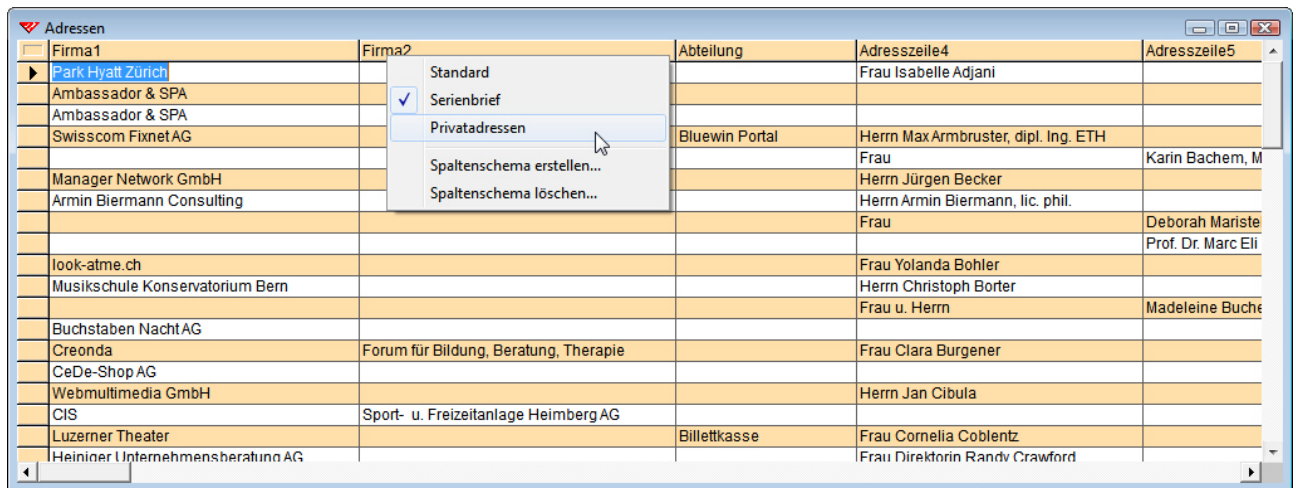 Adressen
Firma1 Firma2 Abteilung Adresszeile4 Adresszeile5
Park Hyatt Zürich Frau Isabelle Adjani
Ambassador & SPA
Ambassador & SPA
Swisscom Fixnet AG Bluewin Portal Herrn Max Armbruster, dipl. Ing. ETH
Frau Karin Bachem, M
Manager Network GmbH Herrn Jürgen Becker
Armin Biermann Consulting Herrn Armin Biermann, lic. phil.
Frau Deborah Mariste
Prof. Dr. Marc Eli
look-atme.ch Frau Yolanda Bohler
Musikschule Konservatorium Bern Herrn Christoph Borter
Frau u. Herrn Madeleine Buche
Buchstaben Nacht AG
Creonda Forum für Bildung, Beratung, Therapie Frau Clara Burgener
CeDe-Shop AG
Webmultimedia GmbH Herrn Jan Cibula
CIS Sport- u. Freizeitanlage Heimberg AG
Luzerner Theater Billettkasse Frau Cornelia Coblentz
Heiniger Unternehmensberatung AG Frau Direktorin Randy Crawford
Standard
Serienbrief
Privatadressen
Spaltenschema erstellen...
Spaltenschema löschen...